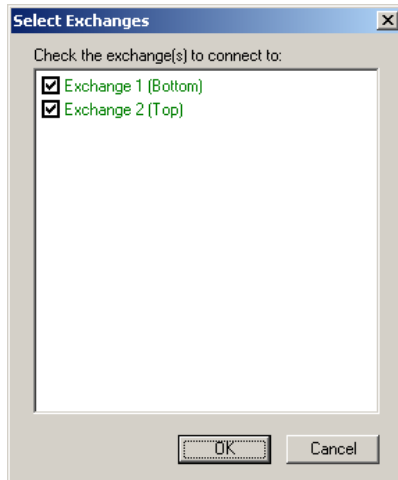 Select Exchanges
Check the exchange(s) to connect to:
Exchange 1 (Bottom)
Exchange 2 (Top)
OK Cancel